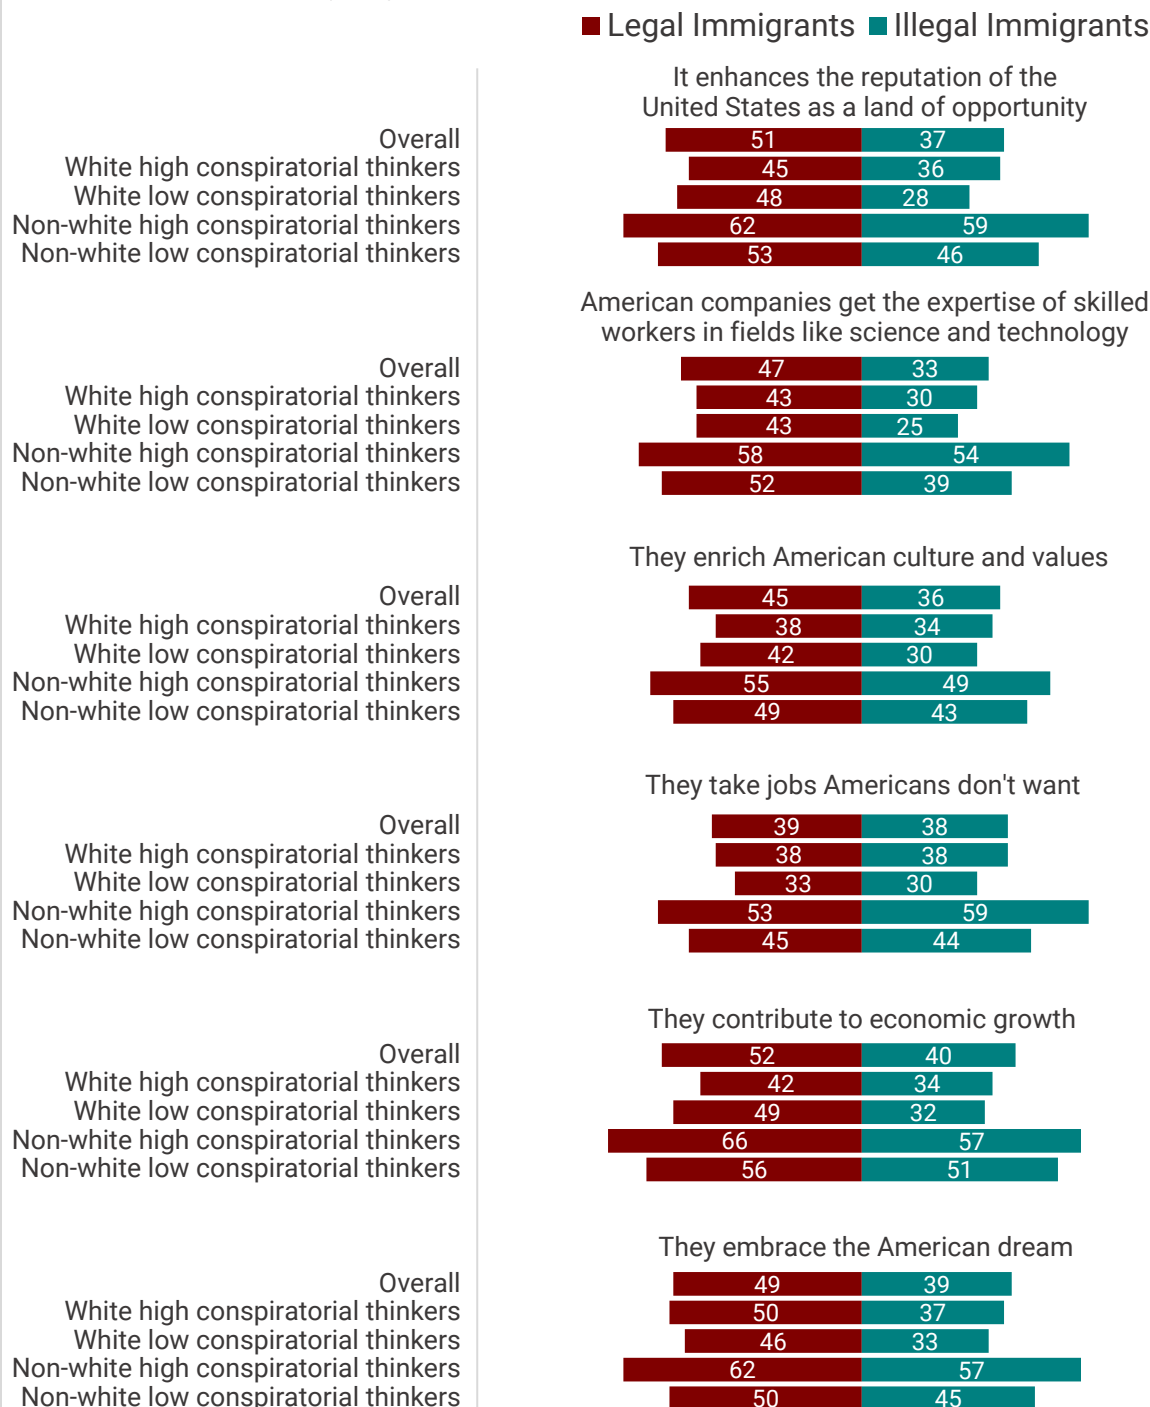 Legal Immigrants Illegal Immigrants
It enhances the reputation of the
United States as a land of opportunity
Overall 51 37
White high conspiratorial thinkers 45 36
White low conspiratorial thinkers 48 28
Non-white high conspiratorial thinkers 62 59
Non-white low conspiratorial thinkers 53 46
American companies get the expertise of skilled
workers in fields like science and technology
Overall 47 33
White high conspiratorial thinkers 43 30
White low conspiratorial thinkers 43 25
Non-white high conspiratorial thinkers 58 54
Non-white low conspiratorial thinkers 52 39
They enrich American culture and values
Overall 45 36
White high conspiratorial thinkers 38 34
White low conspiratorial thinkers 42 30
Non-white high conspiratorial thinkers 55 49
Non-white low conspiratorial thinkers 49 43
They take jobs Americans don't want
Overall 39 38
White high conspiratorial thinkers 38 38
White low conspiratorial thinkers 33 30
Non-white high conspiratorial thinkers 53 59
Non-white low conspiratorial thinkers 45 44
They contribute to economic growth
Overall 52 40
White high conspiratorial thinkers 42 34
White low conspiratorial thinkers 49 32
Non-white high conspiratorial thinkers 66 57
Non-white low conspiratorial thinkers 56 51
They embrace the American dream
Overall 49 39
White high conspiratorial thinkers 50 37
White low conspiratorial thinkers 46 33
Non-white high conspiratorial thinkers 62 57
Non-white low conspiratorial thinkers 50 45